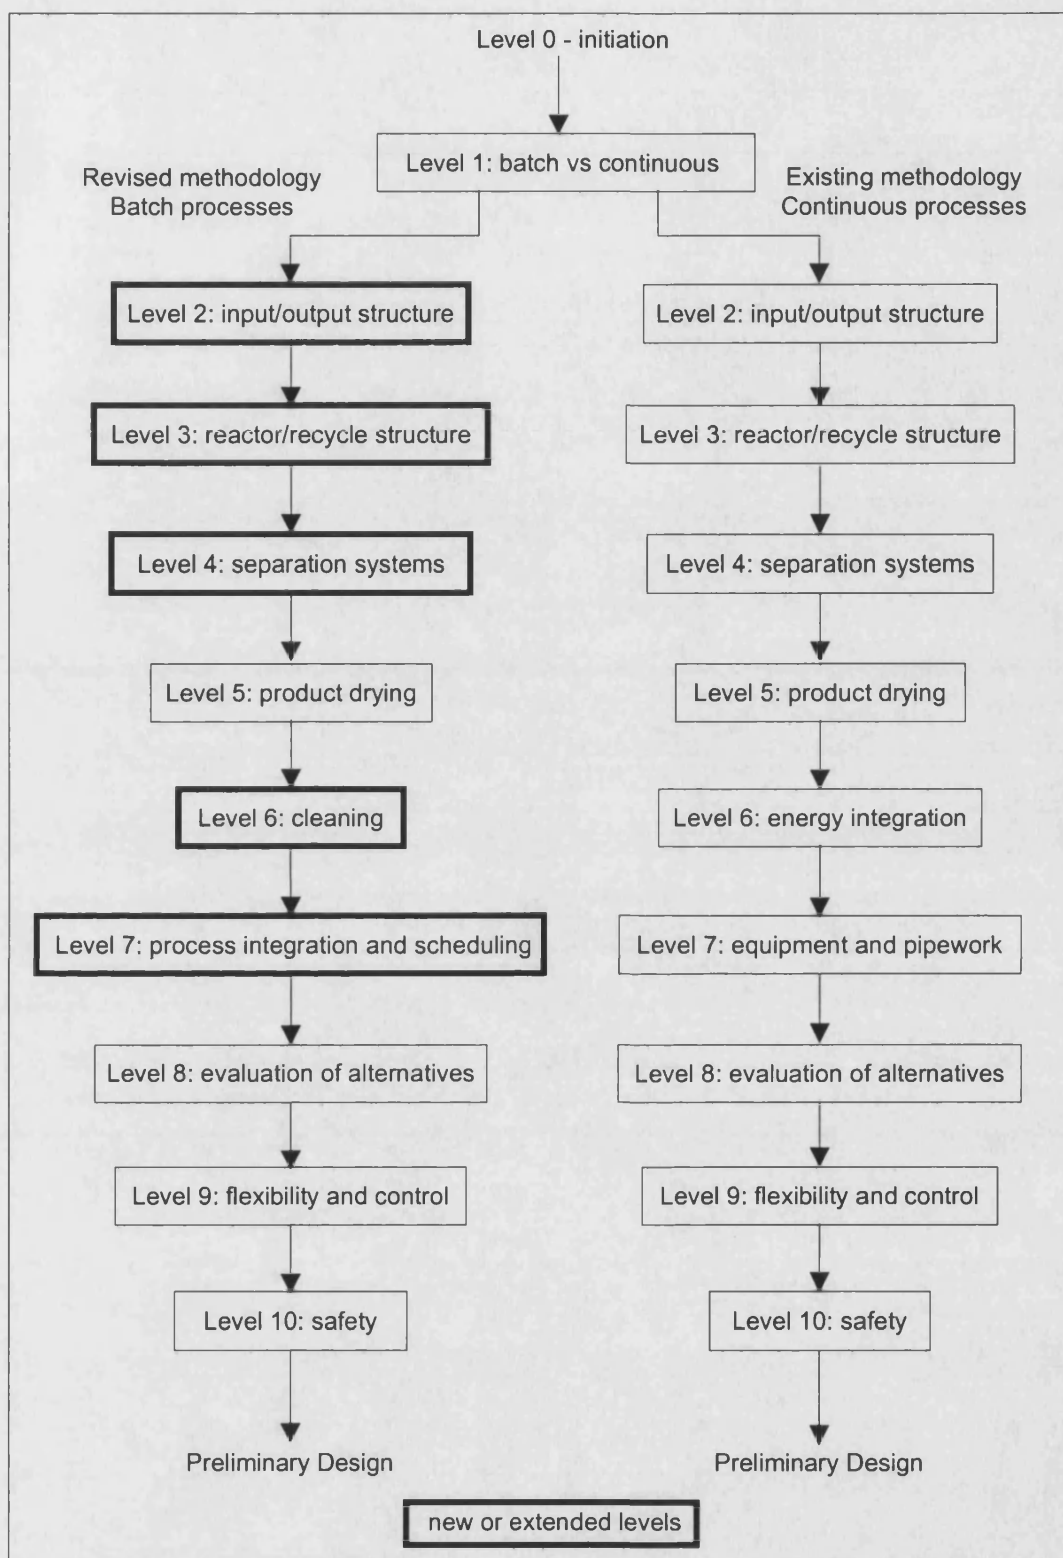 Level 0 - initiation
Level 1: batch vs continuous
Revised methodology
Batch processes
Existing methodology
Continuous processes
Level 2: input/output structure
Level 2: input/output structure
Level 3: reactor/recycle structure
Level 3: reactor/recycle structure
Level 4: separation systems
Level 4: separation systems
Level 5: product drying
Level 5: product drying
Level 6: cleaning
Level 6: energy integration
Level 7: process integration and scheduling
Level 7: equipment and pipework
Level 8: evaluation of alternatives
Level 8: evaluation of alternatives
Level 9: flexibility and control
Level 9: flexibility and control
Level 10: safety
Level 10: safety
Preliminary Design
Preliminary Design
new or extended levels